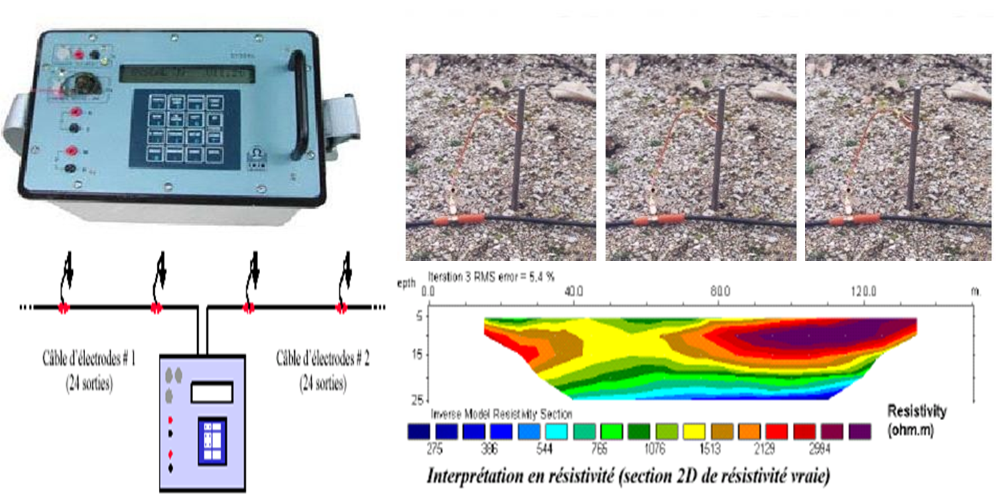 Câble d'électrodes # 1
(24 sorties)
Câble d'électrodes # 2
(24 sorties)
epth
Iteration 3 RMS error = 5.4 %
0.0 40.0 80.0 120.0 m.
5
15
25
Inverse Model Resistivity Section
275 386 544 765 1076 1513 2129 2994
Resistivity
(ohm.m)
Interprétation en résistivité (section 2D de résistivité vraie)